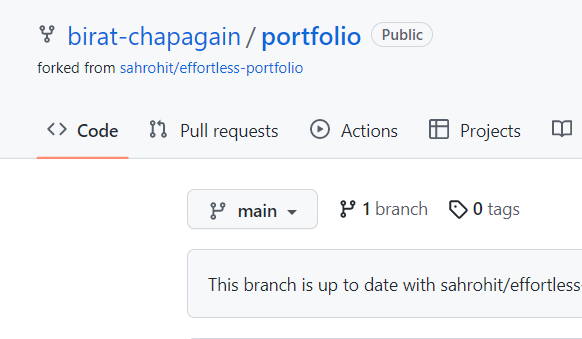 birat-chapagain / portfolio Public
forked from sahrohit/effortless-portfolio
Code Pull requests Actions Projects
main 1 branch 0 tags
This branch is up to date with sahrohit/effortless-